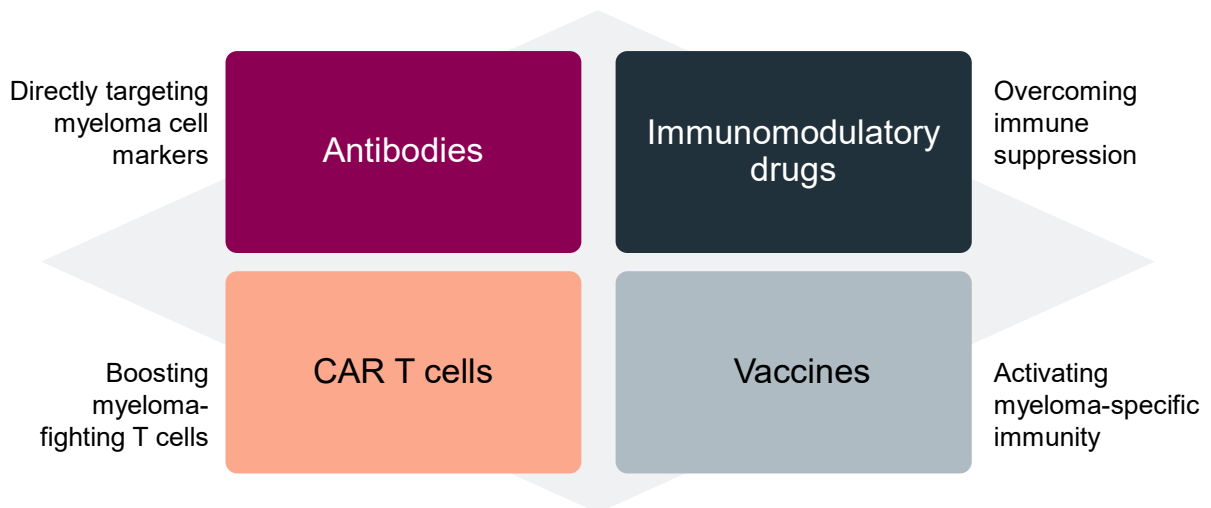 Directly targeting
myeloma cell
markers
Antibodies
Immunomodulatory
drugs
Overcoming
immune
suppression
Boosting
myeloma-
fighting T cells
CAR T cells
Vaccines
Activating
myeloma-specific
immunity